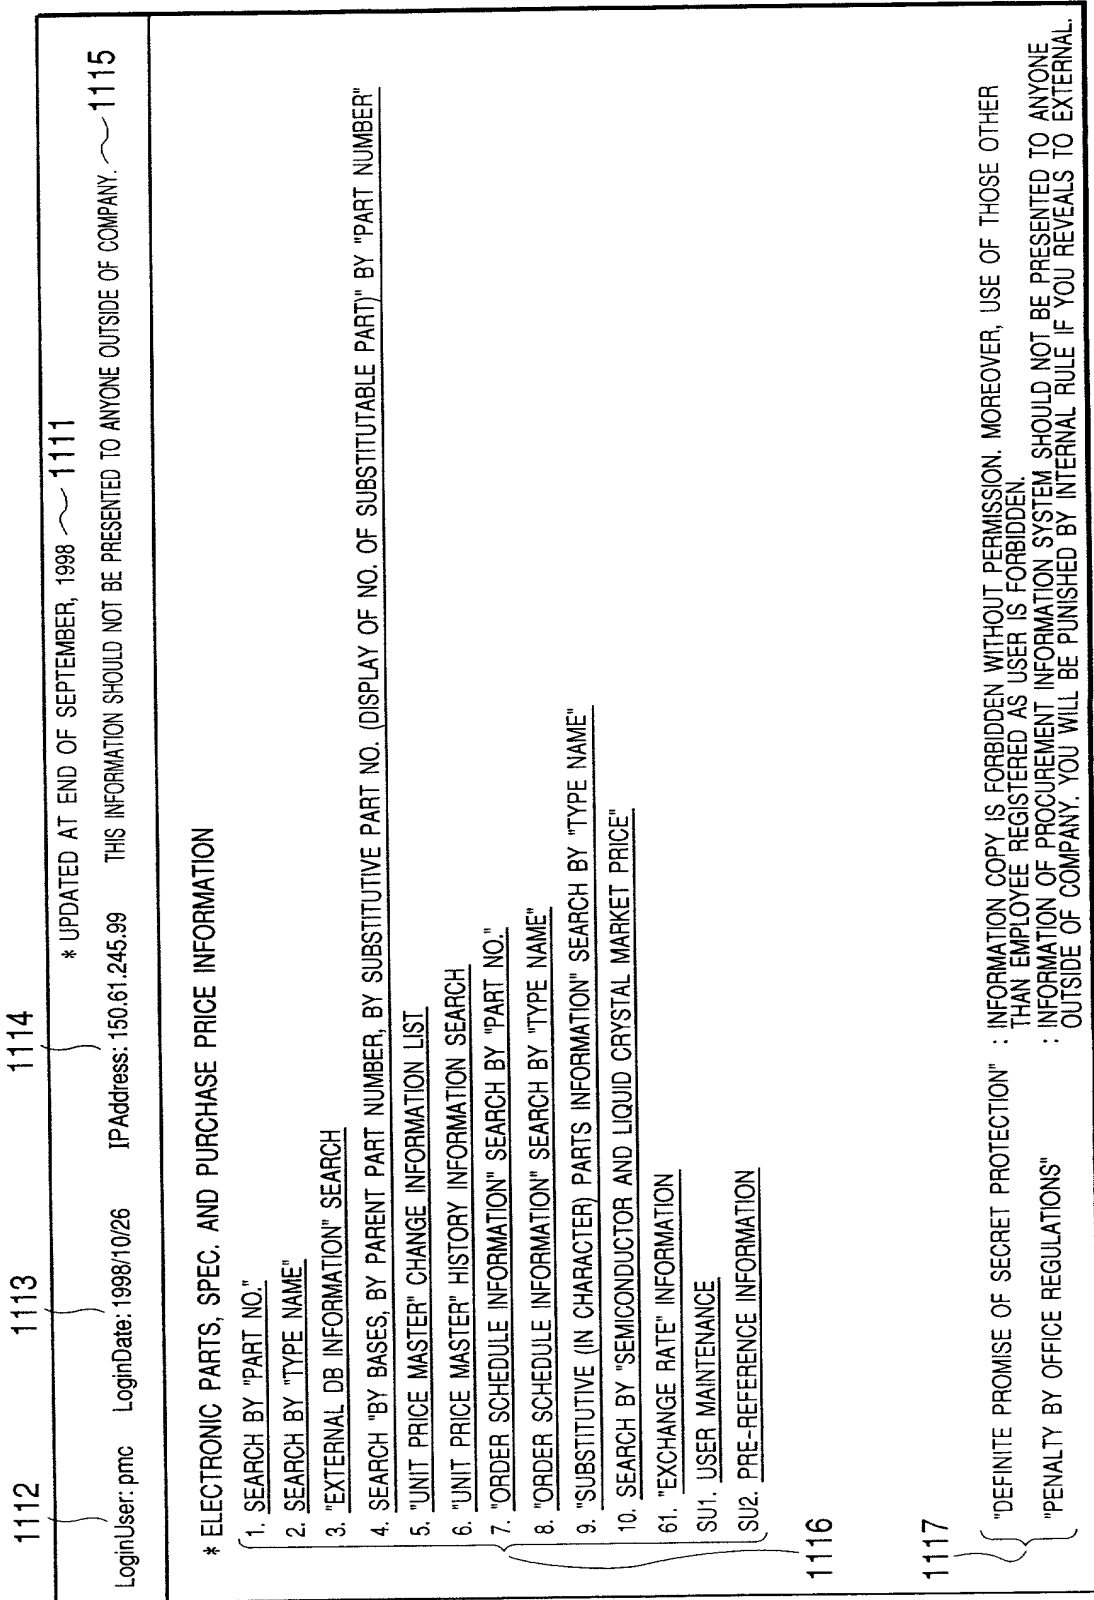 1114
1112 1113
* UPDATED AT END OF SEPTEMBER, 1998 1111
LoginUser: pmc LoginDate: 1998/10/26 IPAddress: 150.61.245.99 THIS INFORMATION SHOULD NOT BE PRESENTED TO ANYONE OUTSIDE OF COMPANY. 1115
* ELECTRONIC PARTS, SPEC. AND PURCHASE PRICE INFORMATION
1. SEARCH BY "PART NO."
2. SEARCH BY "TYPE NAME"
3. "EXTERNAL DB INFORMATION" SEARCH
4. SEARCH "BY BASES, BY PARENT PART NUMBER, BY SUBSTITUTIVE PART NO. (DISPLAY OF NO. OF SUBSTITUTABLE PART)" BY "PART NUMBER"
5. "UNIT PRICE MASTER" CHANGE INFORMATION LIST
6. "UNIT PRICE MASTER" HISTORY INFORMATION SEARCH
7. "ORDER SCHEDULE INFORMATION" SEARCH BY "PART NO."
8. "ORDER SCHEDULE INFORMATION" SEARCH BY "TYPE NAME"
9. "SUBSTITUTIVE (IN CHARACTER) PARTS INFORMATION" SEARCH BY "TYPE NAME"
10. SEARCH BY "SEMICONDUCTOR AND LIQUID CRYSTAL MARKET PRICE"
61. "EXCHANGE RATE" INFORMATION
SU1. USER MAINTENANCE
SU2. PRE-REFERENCE INFORMATION
1116
1117
"DEFINITE PROMISE OF SECRET PROTECTION" : INFORMATION COPY IS FORBIDDEN WITHOUT PERMISSION. MOREOVER, USE OF THOSE OTHER
THAN EMPLOYEE REGISTERED AS USER IS FORBIDDEN.
"PENALTY BY OFFICE REGULATIONS" : INFORMATION OF PROCUREMENT INFORMATION SYSTEM SHOULD NOT BE PRESENTED TO ANYONE
OUTSIDE OF COMPANY. YOU WILL BE PUNISHED BY INTERNAL RULE IF YOU REVEALS TO EXTERNAL.